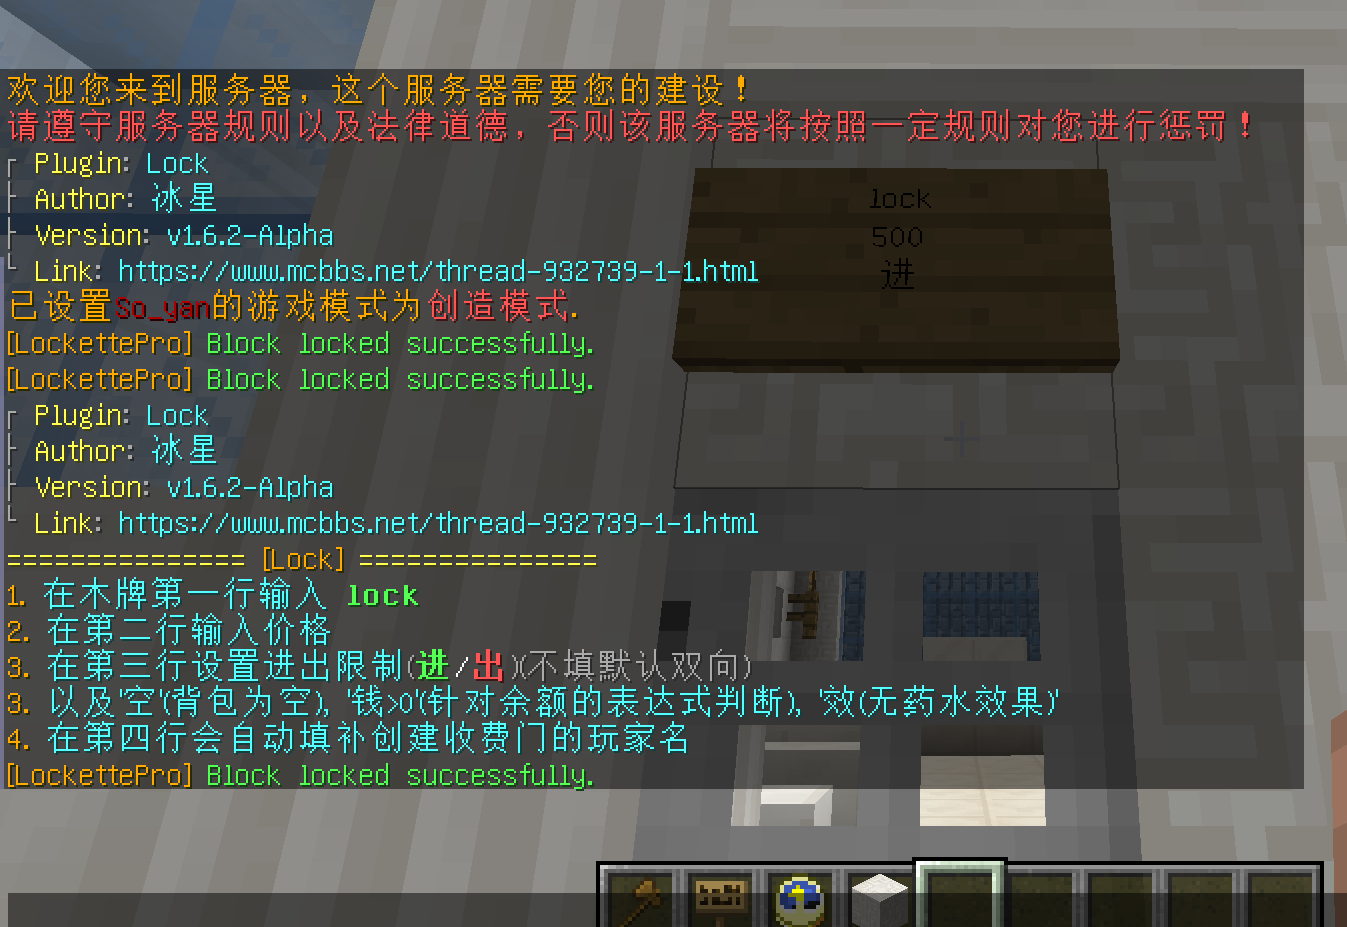 欢迎您来到服务器，这个服务器需要您的建设！
请遵守服务器规则以及法律道德，否则该服务器将按照一定规则对您进行惩罚！
┌ Plugin: Lock
├ Author: 冰星
├ Version: v1.6.2-Alpha
└ Link: https://www.mcbbs.net/thread-932739-1-1.html
已设置So_yan的游戏模式为创造模式.
[LockettePro] Block locked successfully.
[LockettePro] Block locked successfully.
┌ Plugin: Lock
├ Author: 冰星
├ Version: v1.6.2-Alpha
└ Link: https://www.mcbbs.net/thread-932739-1-1.html
=============== [Lock] ===============
1. 在木牌第一行输入 lock
2. 在第二行输入价格
3. 在第三行设置进出限制(进/出)(不填默认双向)
3. 以及'空'(背包为空), '钱>0'(针对余额的表达式判断), '效(无药水效果)'
4. 在第四行会自动填补创建收费门的玩家名
[LockettePro] Block locked successfully.
lock
500
进